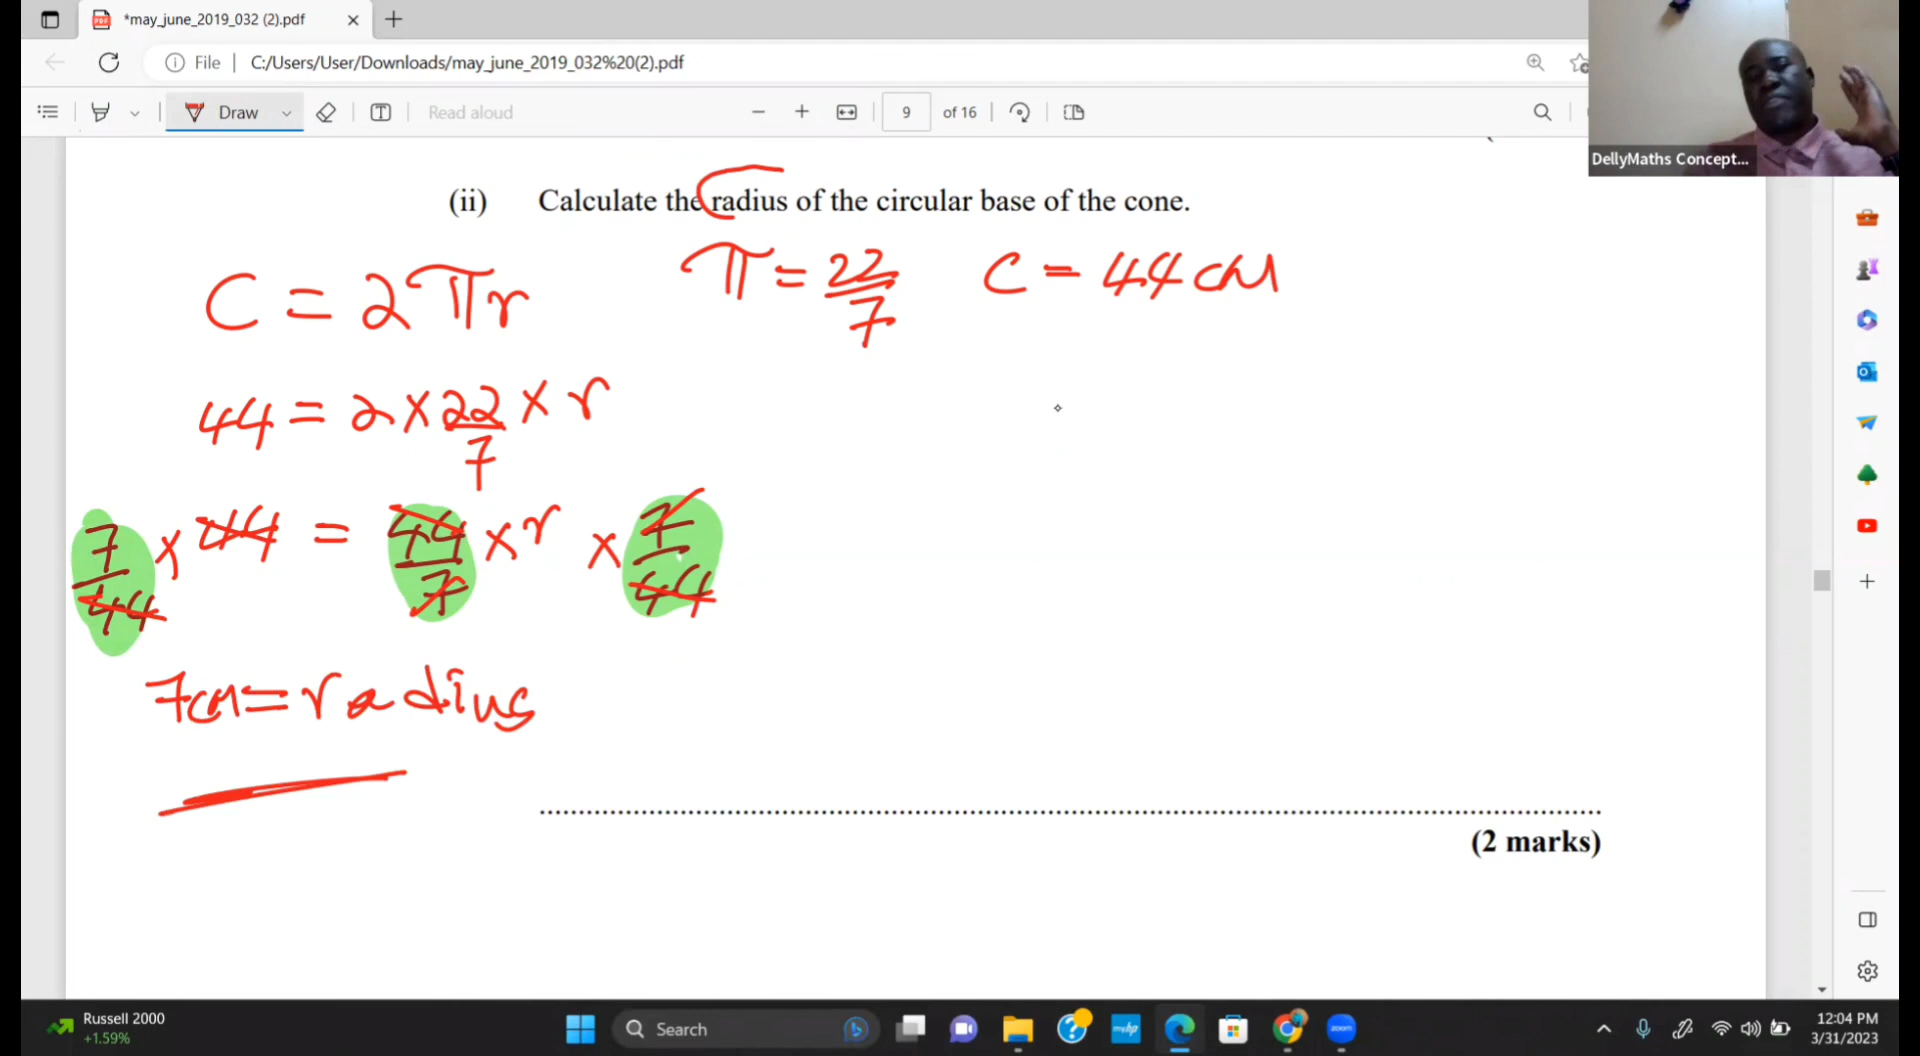 *may_june_2019_032 (2).pdf
File | C:/Users/User/Downloads/may_june_2019_032%20(2).pdf
Draw
Read aloud
9 of 16
DellyMaths Concept...
(ii) Calculate the radius of the circular base of the cone.
C = 2πr
π = 22/7
C = 44cm
44 = 2 × 22/7 × r
7/44 × 44 = 44/7 × r × 7/44
7cm = radius
(2 marks)
Russell 2000
+1.59%
Search
myhp
zoom
12:04 PM
3/31/2023